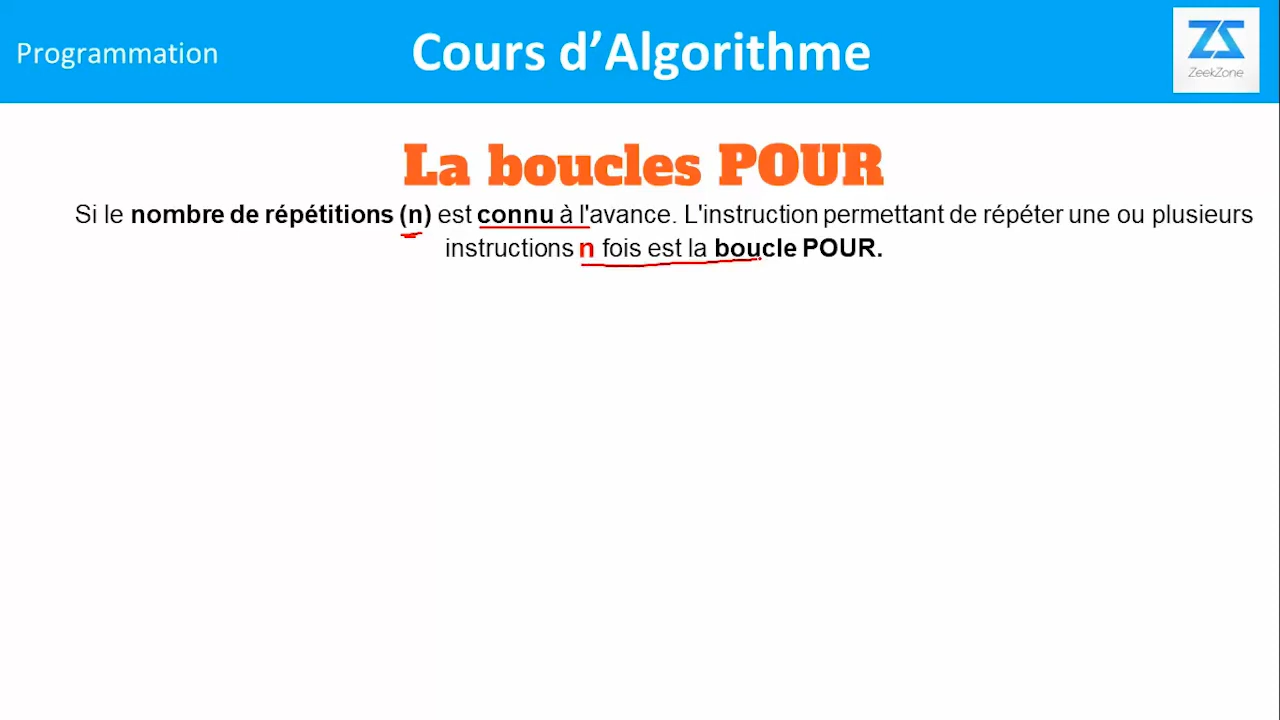 Programmation
Cours d’Algorithme
ZS
ZeekZone
La boucles POUR
Si le nombre de répétitions (n) est connu à l'avance. L'instruction permettant de répéter une ou plusieurs
instructions n fois est la boucle POUR.